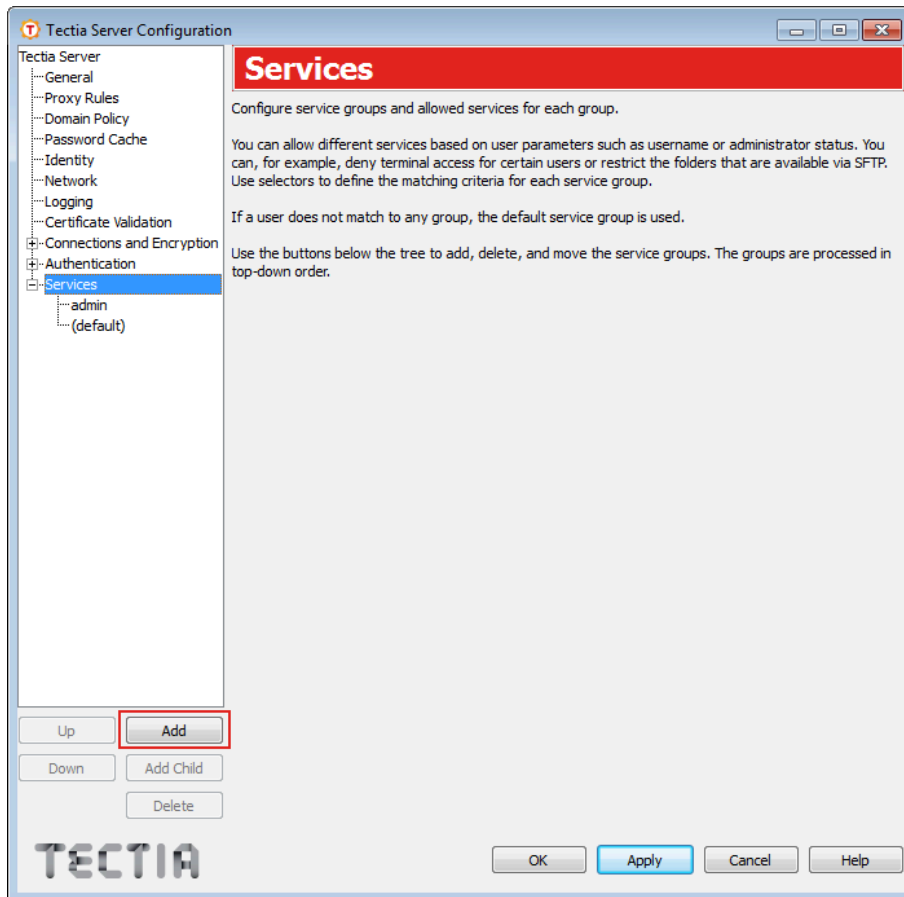 Tectia Server Configuration
Tectia Server
General
Proxy Rules
Domain Policy
Password Cache
Identity
Network
Logging
Certificate Validation
Connections and Encryption
Authentication
Services
admin
(default)
Services
Configure service groups and allowed services for each group.
You can allow different services based on user parameters such as username or administrator status. You
can, for example, deny terminal access for certain users or restrict the folders that are available via SFTP.
Use selectors to define the matching criteria for each service group.
If a user does not match to any group, the default service group is used.
Use the buttons below the tree to add, delete, and move the service groups. The groups are processed in
top-down order.
Up Add
Down Add Child
Delete
TECTIA
OK Apply Cancel Help